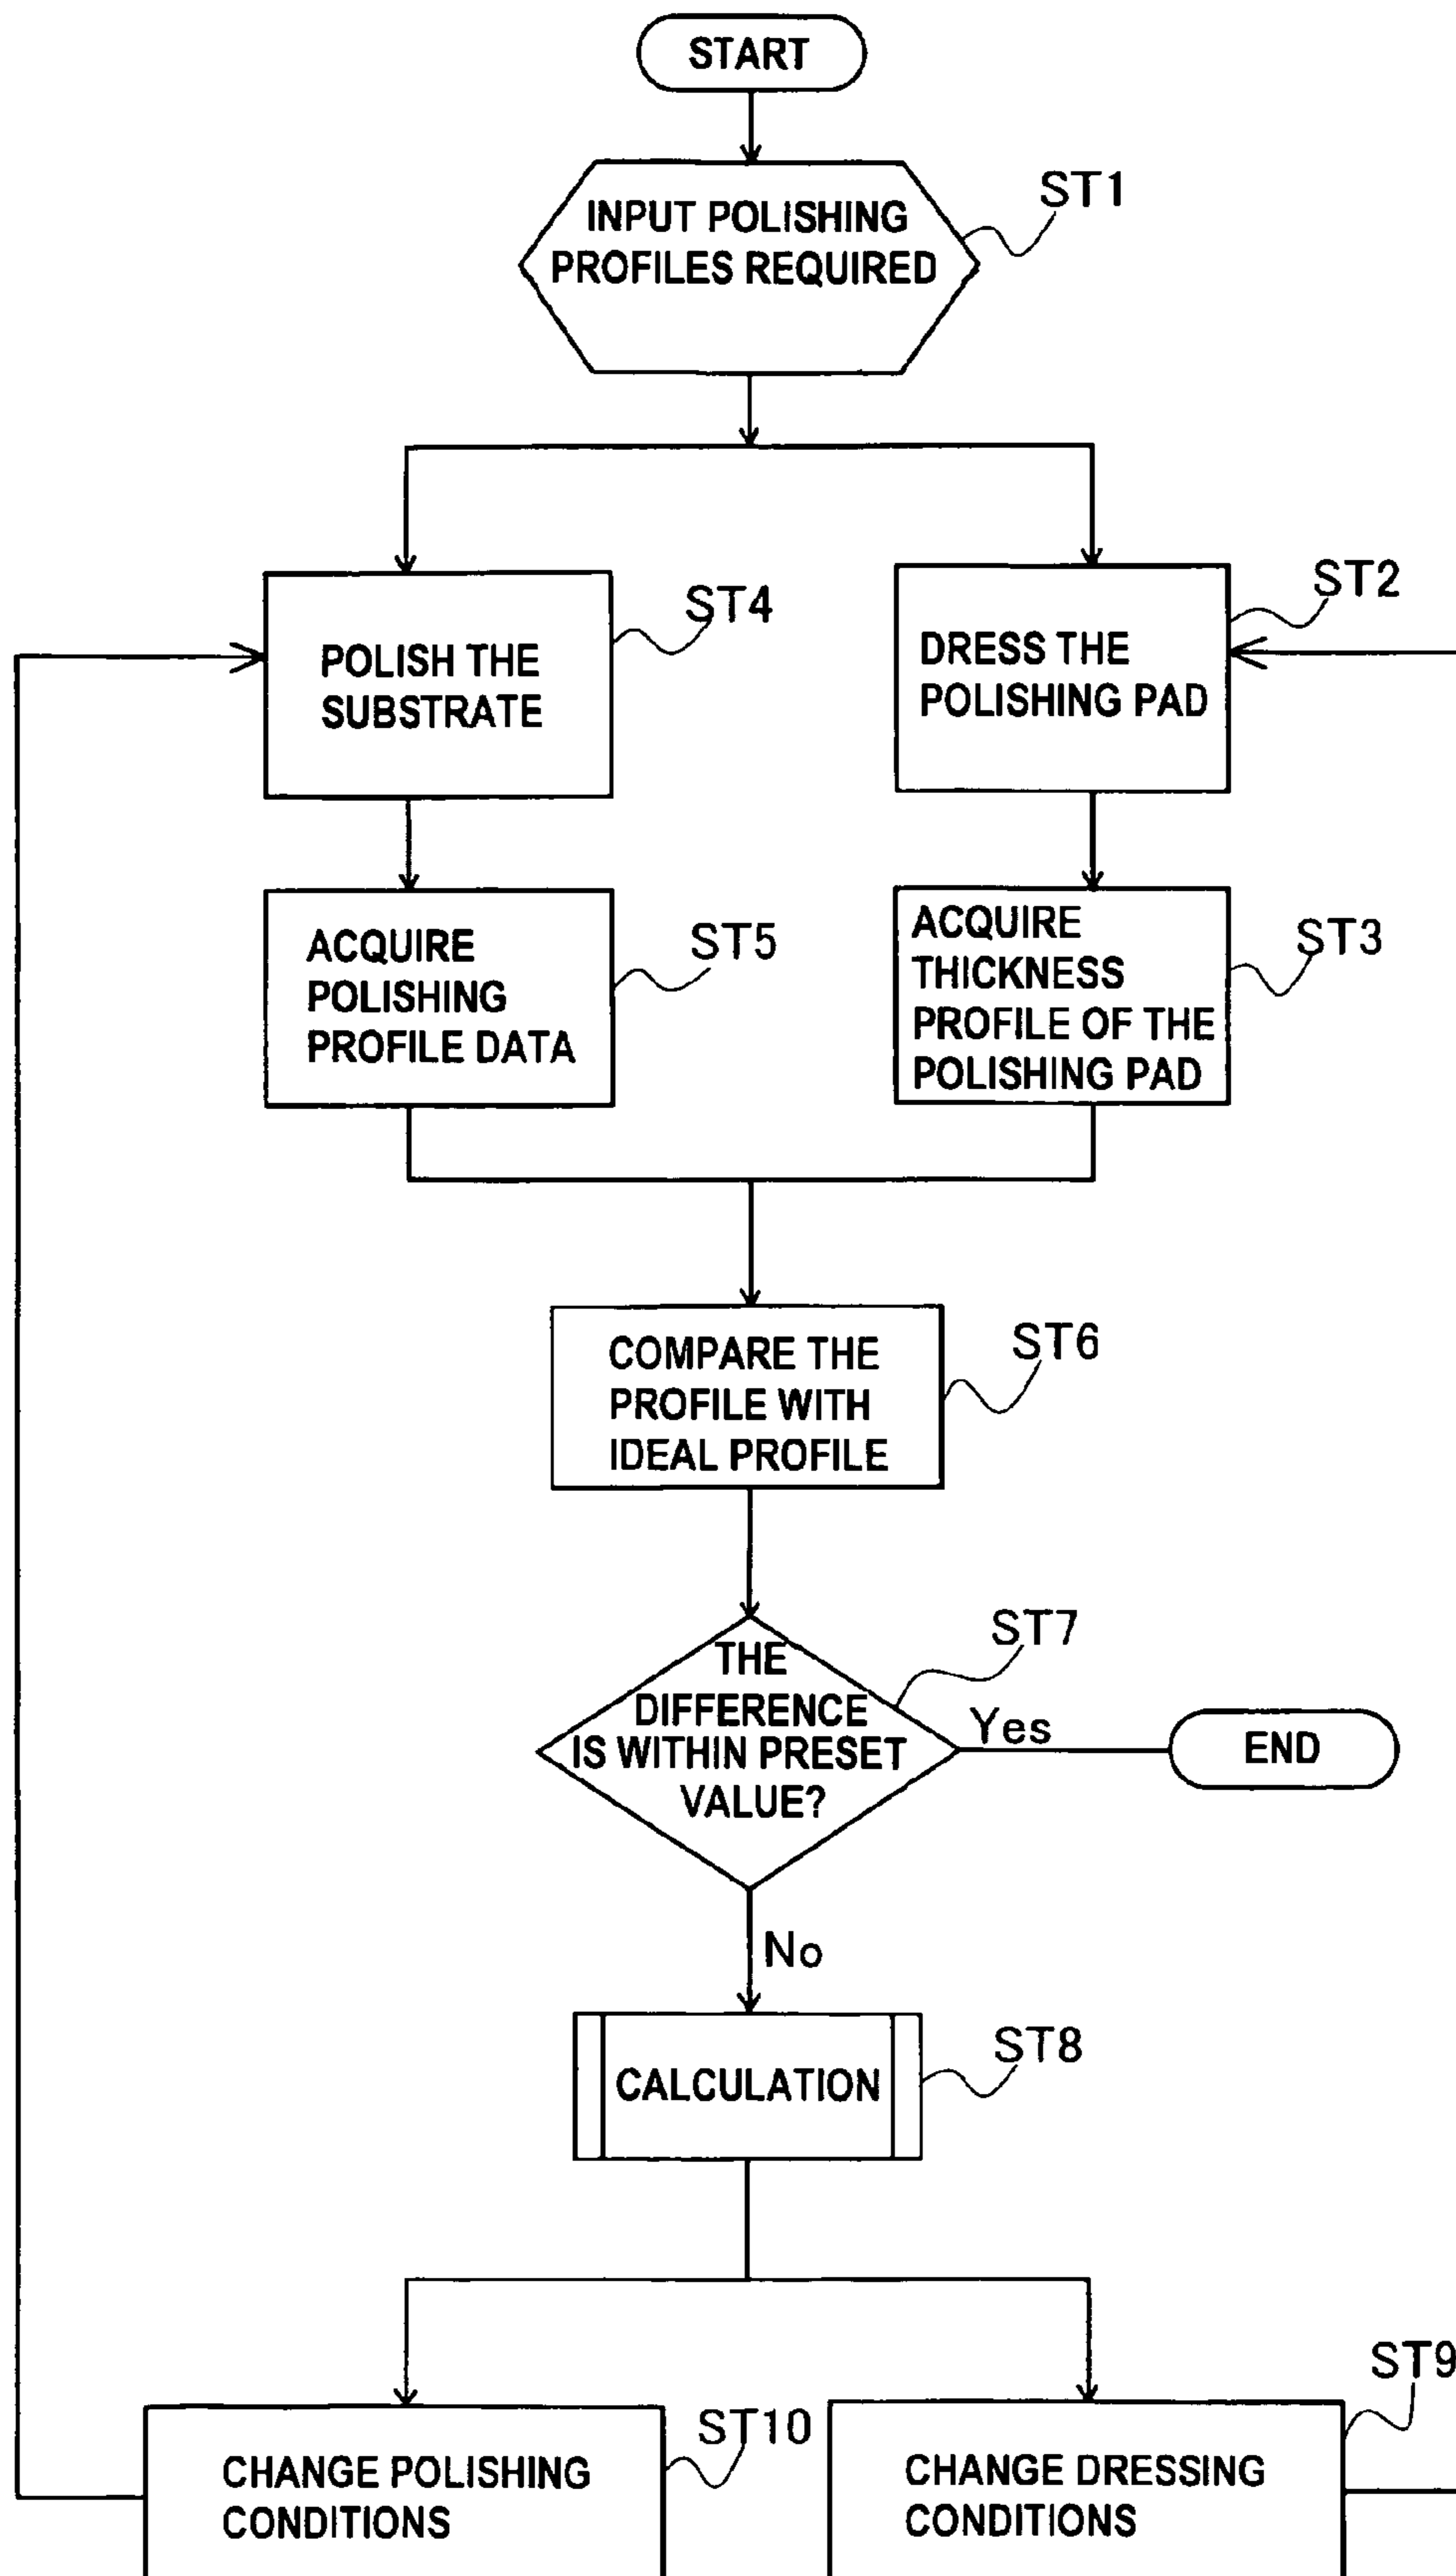 START
INPUT POLISHING
PROFILES REQUIRED
ST1
POLISH THE
SUBSTRATE
ST4
DRESS THE
POLISHING PAD
ST2
ACQUIRE
POLISHING
PROFILE DATA
ST5
ACQUIRE
THICKNESS
PROFILE OF THE
POLISHING PAD
ST3
COMPARE THE
PROFILE WITH
IDEAL PROFILE
ST6
THE
DIFFERENCE
IS WITHIN PRESET
VALUE?
ST7
Yes
END
No
CALCULATION
ST8
CHANGE POLISHING
CONDITIONS
ST10
CHANGE DRESSING
CONDITIONS
ST9